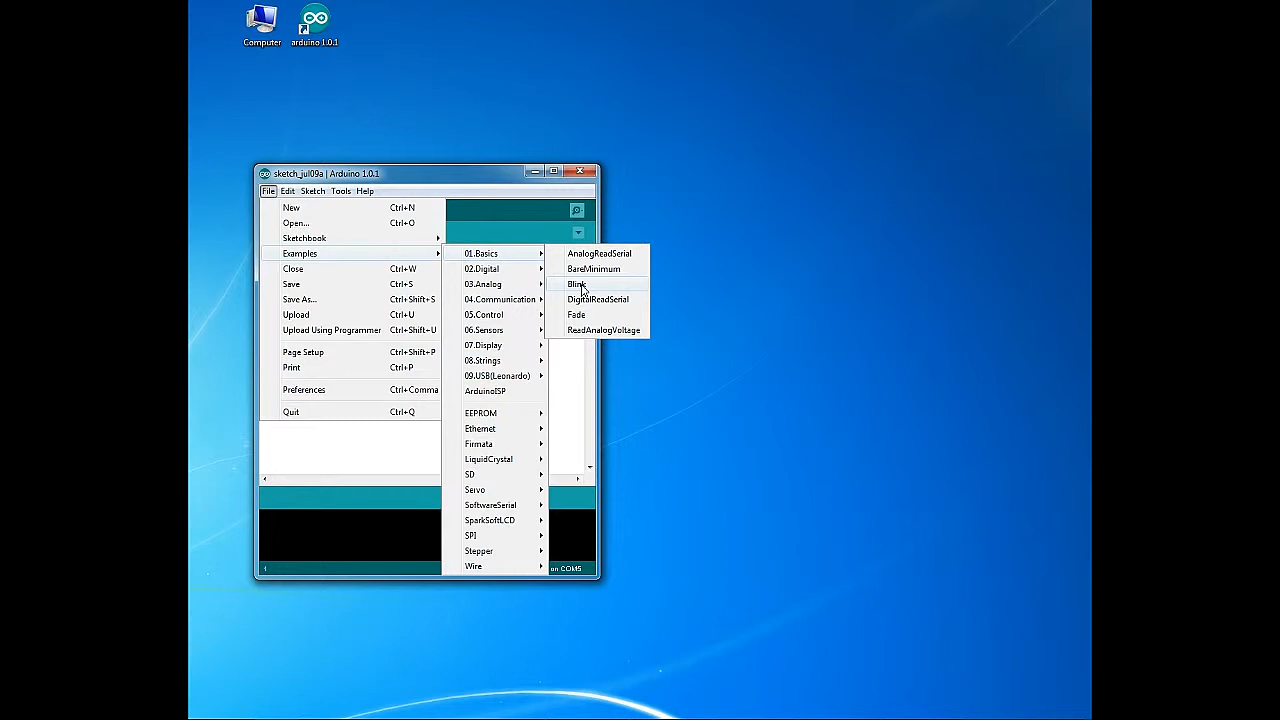 Computer
arduino 1.0.1
sketch_jul09a | Arduino 1.0.1
File Edit Sketch Tools Help
New Ctrl+N
Open... Ctrl+O
Sketchbook
Examples
Close Ctrl+W
Save Ctrl+S
Save As... Ctrl+Shift+S
Upload Ctrl+U
Upload Using Programmer Ctrl+Shift+U
Page Setup Ctrl+Shift+P
Print Ctrl+P
Preferences Ctrl+Comma
Quit Ctrl+Q
01.Basics
02.Digital
03.Analog
04.Communication
05.Control
06.Sensors
07.Display
08.Strings
09.USB(Leonardo)
ArduinoISP
EEPROM
Ethernet
Firmata
LiquidCrystal
SD
Servo
SoftwareSerial
SparkSoftLCD
SPI
Stepper
Wire
AnalogReadSerial
BareMinimum
Blink
DigitalReadSerial
Fade
ReadAnalogVoltage
1 on COM5